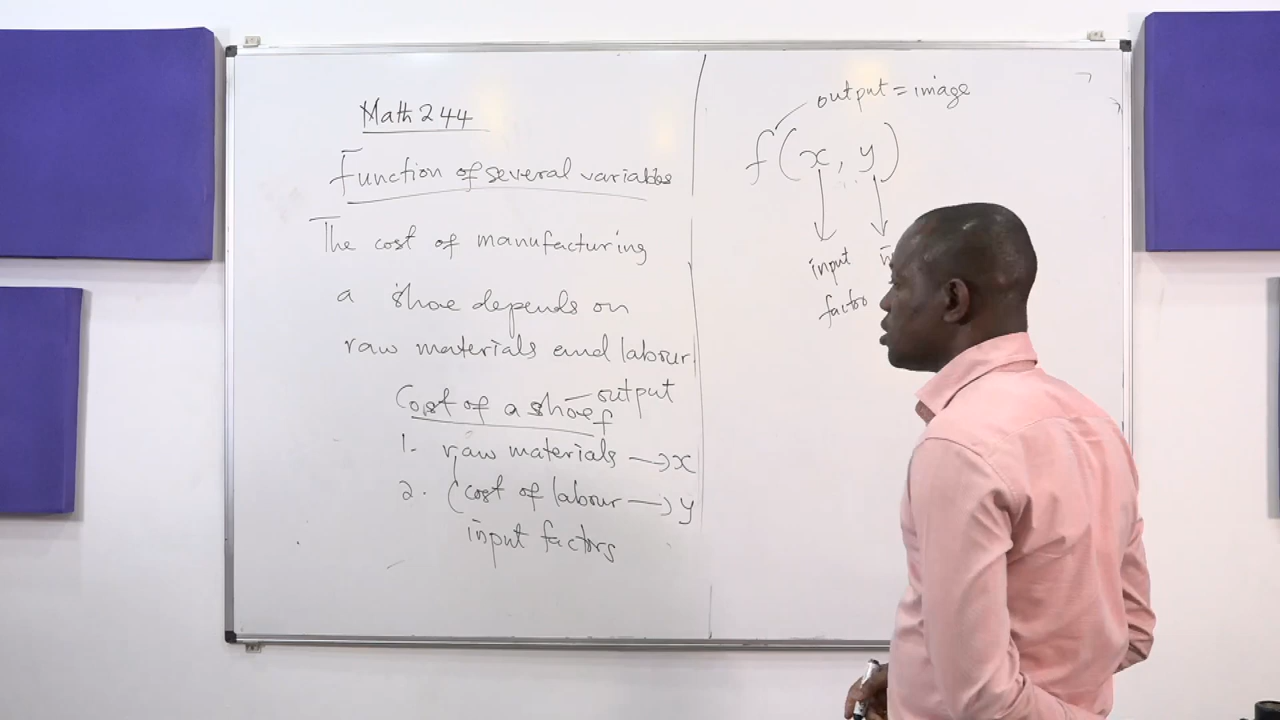 Math 244
Function of several variables
The cost of manufacturing
a shoe depends on
raw materials and labour.
Cost of a shoe – output
f
1. raw materials → x
2. Cost of labour → y
input factors
output = image
f(x, y)
input
factor